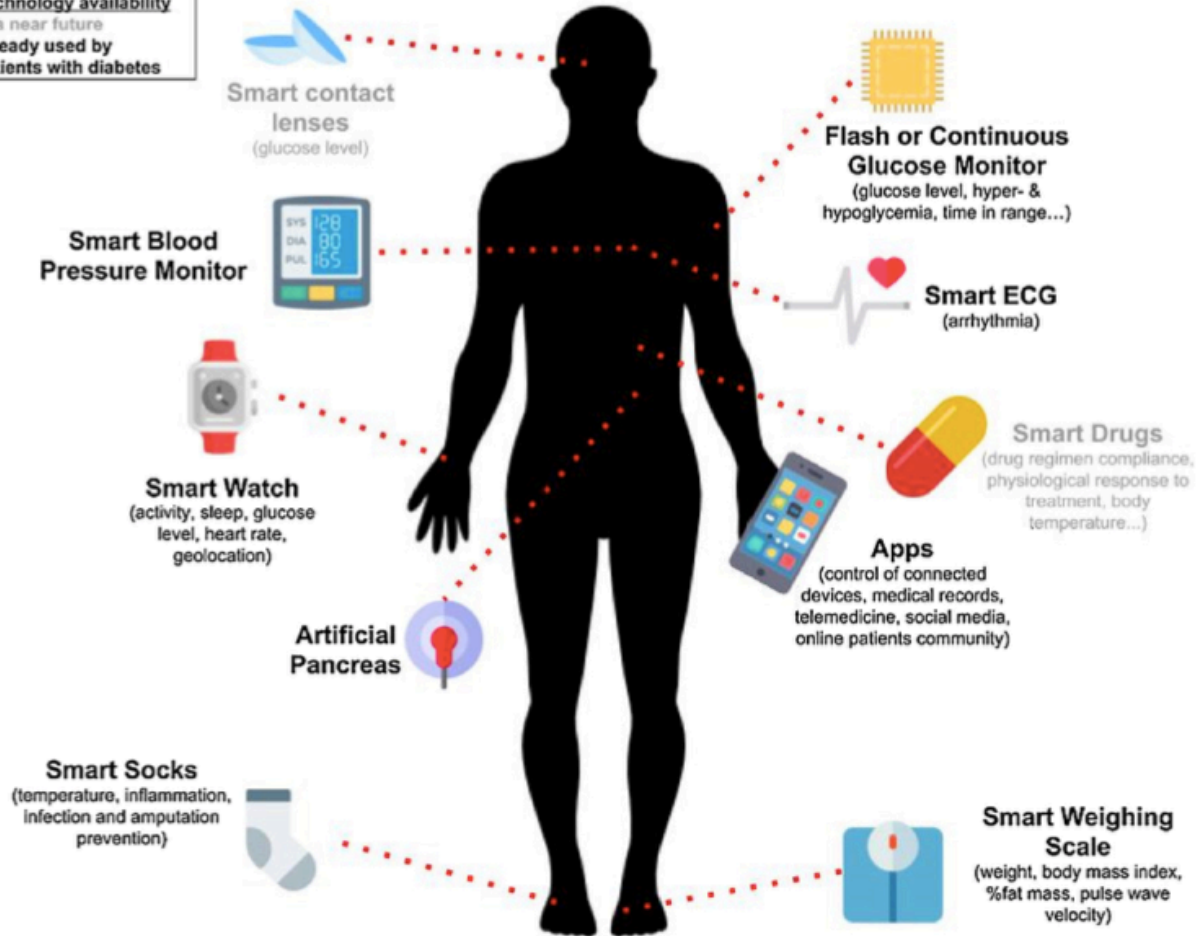 availability
near future
used by
with diabetes
Smart contact
lenses
(glucose level)
Flash or Continuous
Glucose Monitor
(glucose level, hyper- &
hypoglycemia, time in range...)
SYS 128
DIA 80
PUL 165
Smart Blood
Pressure Monitor
Smart ECG
(arrhythmia)
Smart Watch
(activity, sleep, glucose
level, heart rate,
geolocation)
Smart Drugs
(drug regimen compliance,
physiological response to
treatment, body
temperature...)
Apps
(control of connected
devices, medical records,
telemedicine, social media,
online patients community)
Artificial
Pancreas
Smart Socks
(temperature, inflammation,
infection and amputation
prevention)
Smart Weighing
Scale
(weight, body mass index,
%fat mass, pulse wave
velocity)